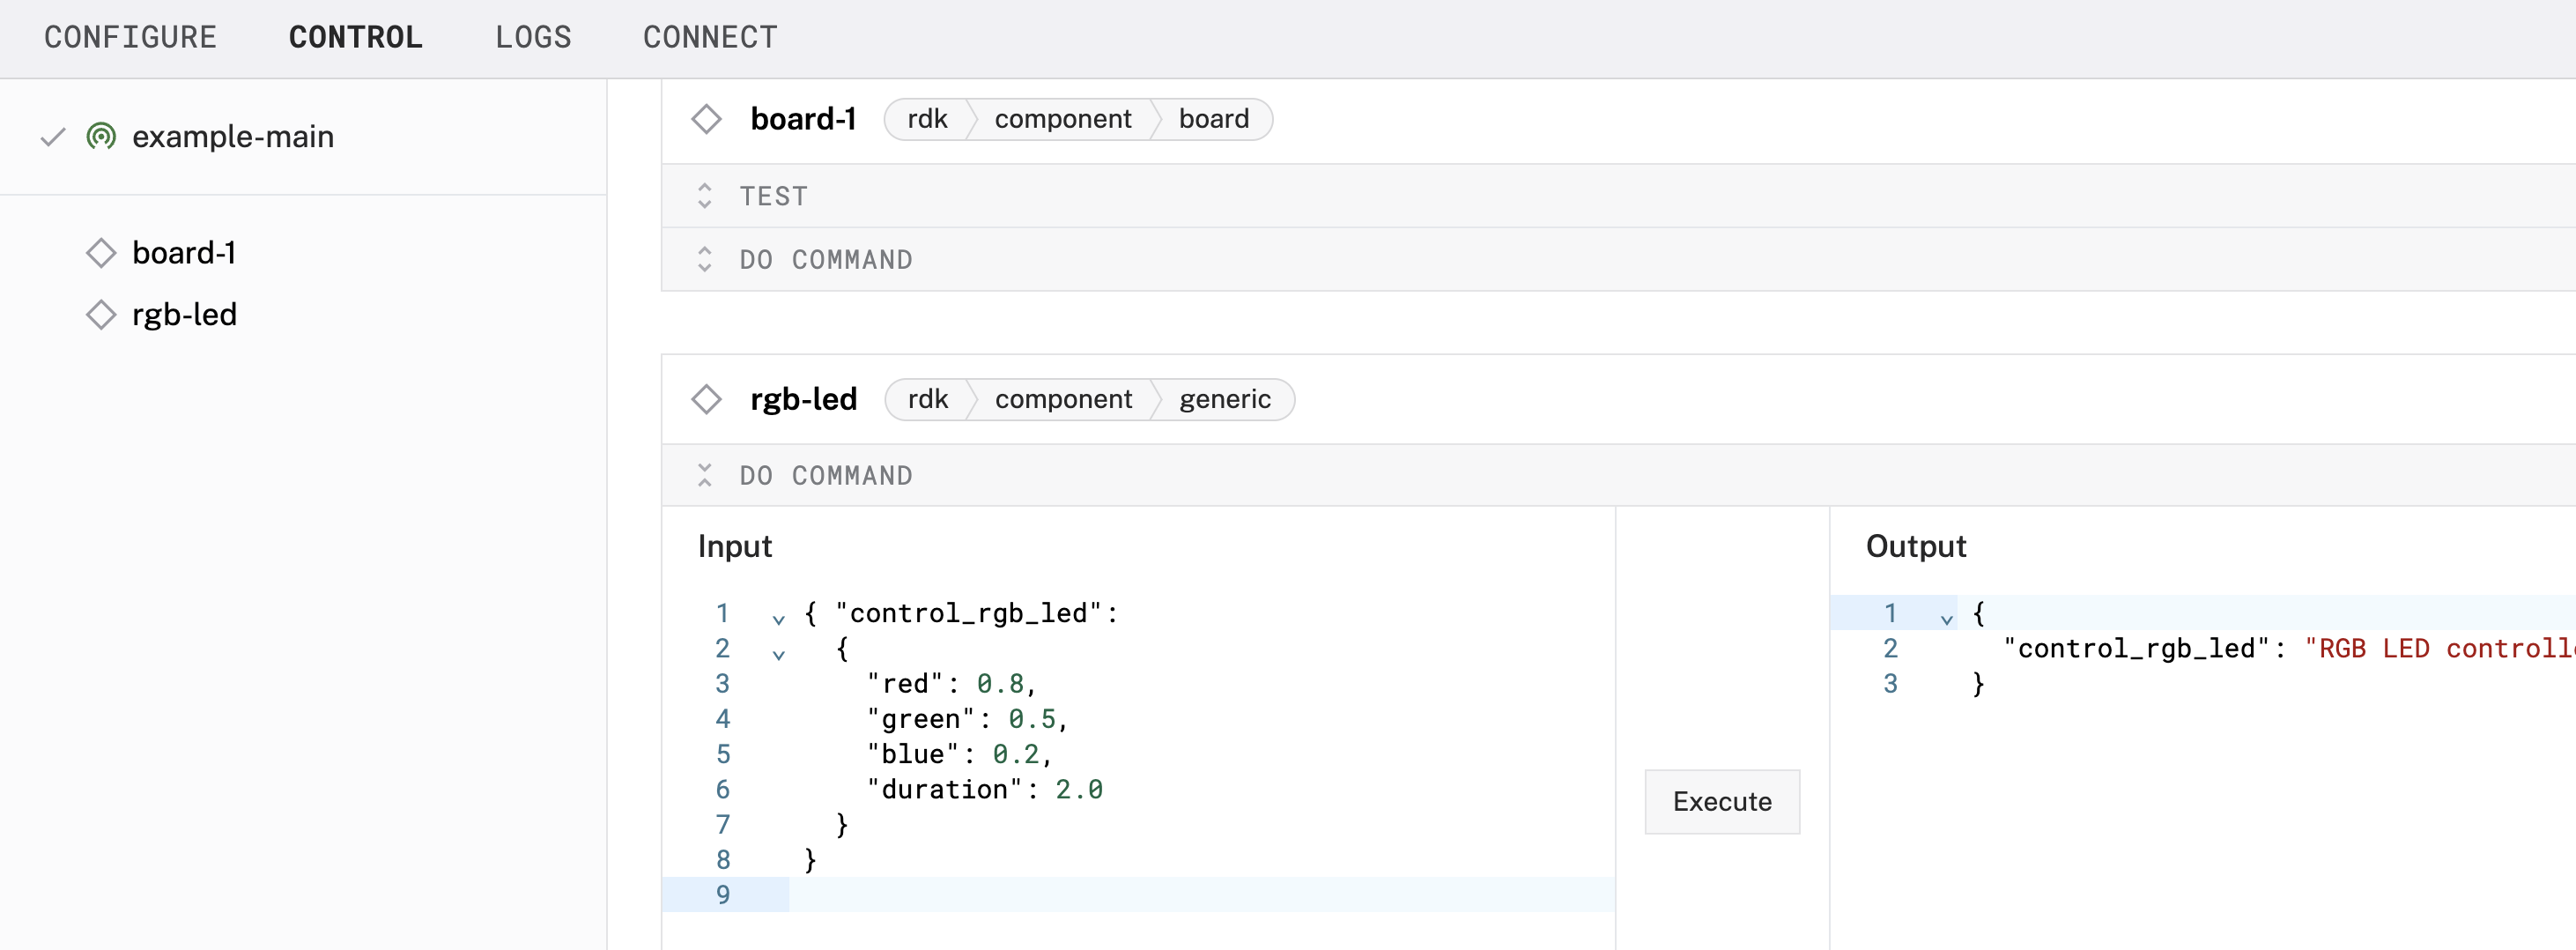 CONFIGURE CONTROL LOGS CONNECT
example-main
board-1
rgb-led
board-1 rdk component board
TEST
DO COMMAND
rgb-led rdk component generic
DO COMMAND
Input
1 { "control_rgb_led":
2 {
3 "red": 0.8,
4 "green": 0.5,
5 "blue": 0.2,
6 "duration": 2.0
7 }
8 }
9
Execute
Output
1 {
2 "control_rgb_led": "RGB LED
3 }